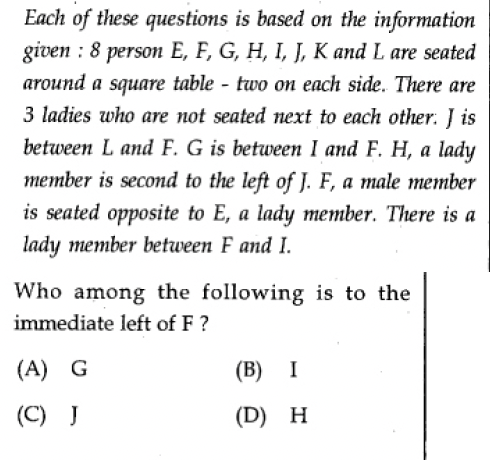 Each of these questions is based on the information
given : 8 person E, F, G, H, I, J, K and L are seated
around a square table - two on each side. There are
3 ladies who are not seated next to each other. J is
between L and F. G is between I and F. H, a lady
member is second to the left of J. F, a male member
is seated opposite to E, a lady member. There is a
lady member between F and I.
Who among the following is to the
immediate left of F ?
(A) G (B) I
(C) J (D) H